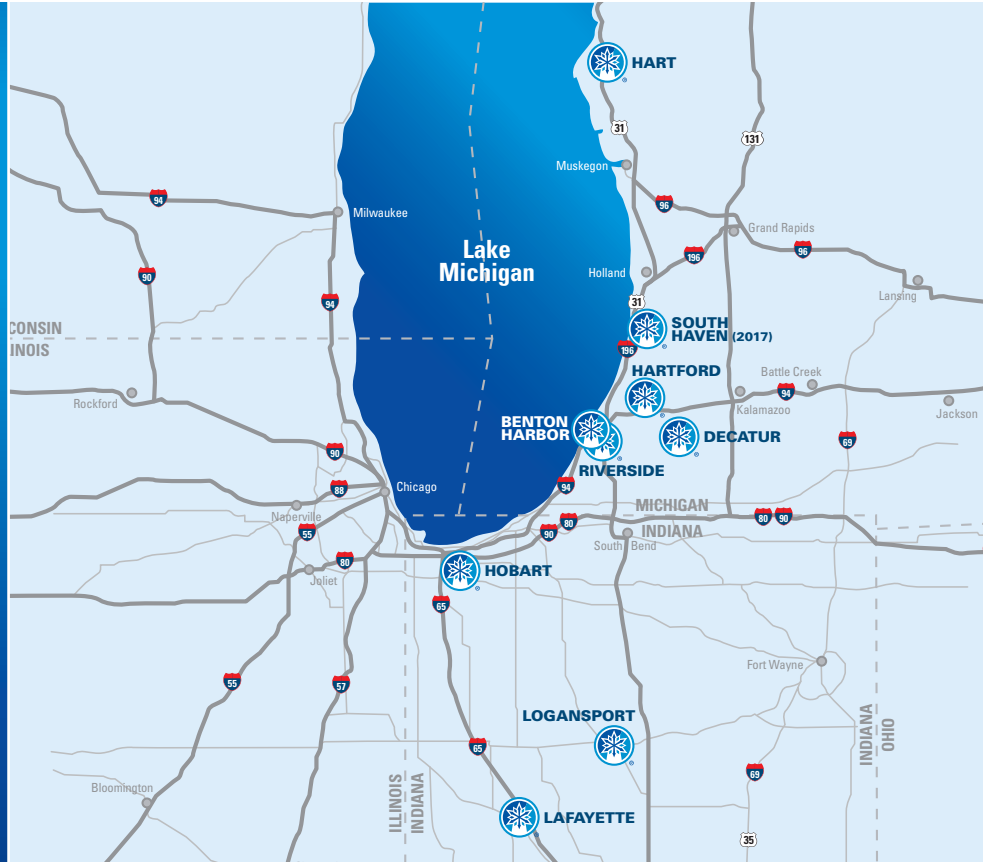 HART
31
131
Muskegon
94
96
Milwaukee
Grand Rapids
Lake
Michigan
196
96
90
Holland
Lansing
94
31
CONSIN
INOIS
SOUTH
HAVEN (2017)
196
HARTFORD
Battle Creek
94
Rockford
Kalamazoo
Jackson
BENTON
HARBOR
DECATUR
69
90
RIVERSIDE
88
Chicago
94
MICHIGAN
Naperville
80
80
90
55
90
INDIANA
South Bend
80
HOBART
Joliet
65
Fort Wayne
55
57
LOGANSPORT
INDIANA
OHIO
65
69
Bloomington
ILLINOIS
INDIANA
LAFAYETTE
35